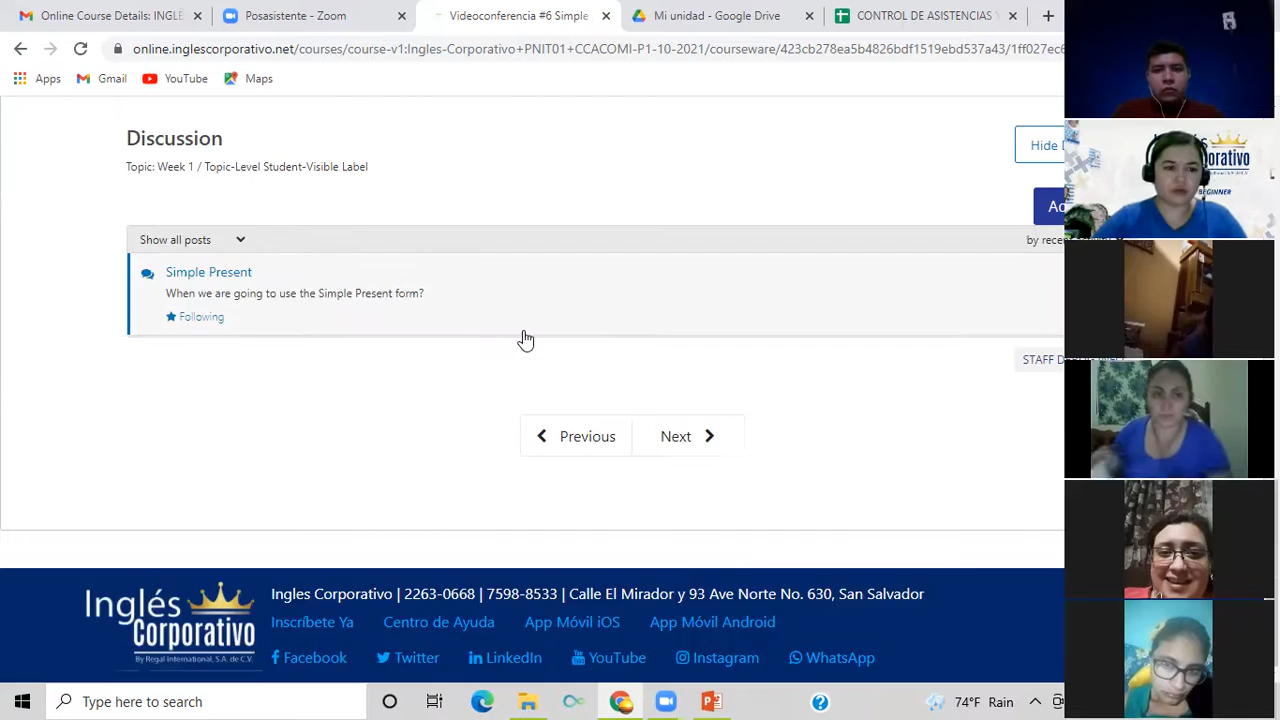 Online Course Details: INGLÉ
Posasistente - Zoom
Videoconferencia #6 Simple
Mi unidad - Google Drive
CONTROL DE ASISTENCIAS Y
online.inglescorporativo.net/courses/course-v1:Ingles-Corporativo+PNIT01+CCACOMI-P1-10-2021/courseware/423cb278ea5b4826bdf1519ebd537a43/1ff027ec6
Apps
Gmail
YouTube
Maps
Discussion
Hide D
Topic: Week 1 / Topic-Level Student-Visible Label
Show all posts
Simple Present
When we are going to use the Simple Present form?
Following
Previous
Next
Inglés
Corporativo
By Regal International, S.A. de C.V.
Ingles Corporativo | 2263-0668 | 7598-8533 | Calle El Mirador y 93 Ave Norte No. 630, San Salvador
Inscríbete Ya
Centro de Ayuda
App Móvil iOS
App Móvil Android
Facebook
Twitter
LinkedIn
YouTube
Instagram
WhatsApp
Type here to search
74°F Rain
BEGINNER